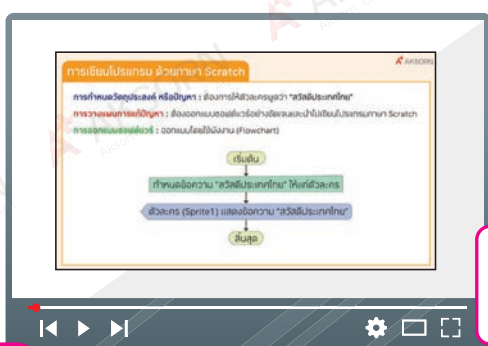 AKSORN
การเขียนโปรแกรม ด้วยภาษา Scratch
การกำหนดวัตถุประสงค์ หรือปัญหา : ต้องการให้ตัวละครพูดว่า "สวัสดีประเทศไทย"
การวางแผนการแก้ปัญหา : ต้องออกแบบซอฟต์แวร์อย่างชัดเจนและนำไปเขียนโปรแกรมภาษา Scratch
การออกแบบซอฟต์แวร์ : ออกแบบโดยใช้ผังงาน (Flowchart)
เริ่มต้น
กำหนดข้อความ "สวัสดีประเทศไทย" ให้แก่ตัวละคร
ตัวละคร (Sprite1) แสดงข้อความ "สวัสดีประเทศไทย"
สิ้นสุด